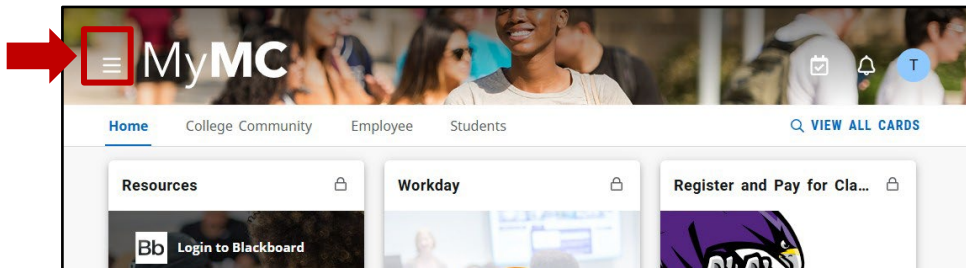 MyMC
T
Home College Community Employee Students VIEW ALL CARDS
Resources Workday Register and Pay for Cla...
Bb Login to Blackboard